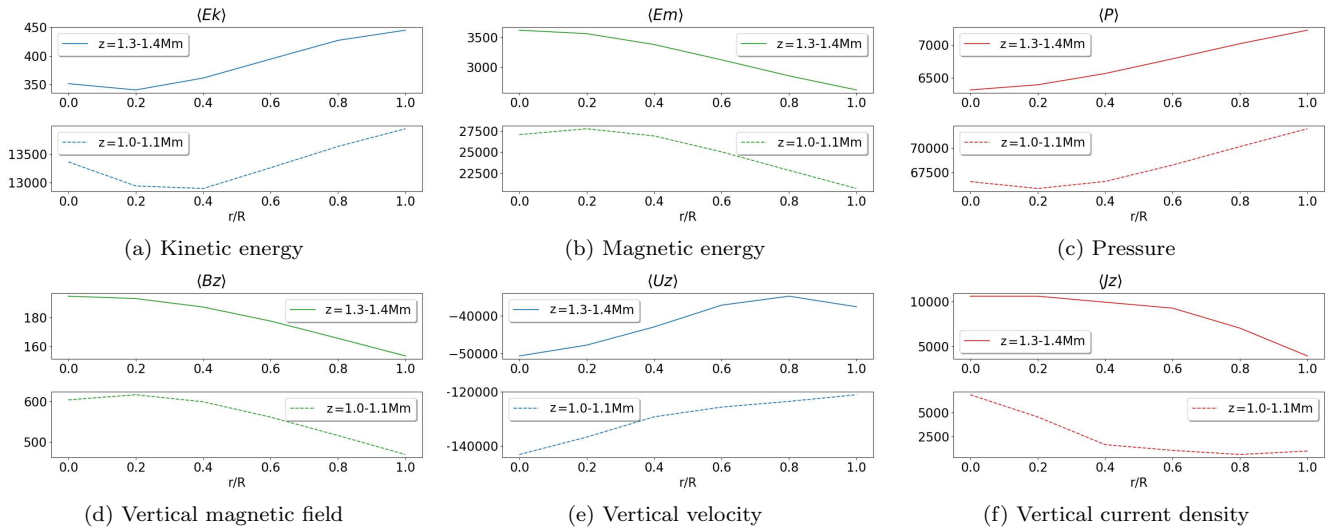 ⟨Ek⟩
450
400
350
z=1.3-1.4Mm
0.0 0.2 0.4 0.6 0.8 1.0
13500
13000
z=1.0-1.1Mm
0.0 0.2 0.4 0.6 0.8 1.0
r/R
(a) Kinetic energy
⟨Em⟩
3500
3000
z=1.3-1.4Mm
0.0 0.2 0.4 0.6 0.8 1.0
27500
25000
22500
z=1.0-1.1Mm
0.0 0.2 0.4 0.6 0.8 1.0
r/R
(b) Magnetic energy
⟨P⟩
7000
6500
z=1.3-1.4Mm
0.0 0.2 0.4 0.6 0.8 1.0
70000
67500
z=1.0-1.1Mm
0.0 0.2 0.4 0.6 0.8 1.0
r/R
(c) Pressure
⟨Bz⟩
180
160
z=1.3-1.4Mm
0.0 0.2 0.4 0.6 0.8 1.0
600
500
z=1.0-1.1Mm
0.0 0.2 0.4 0.6 0.8 1.0
r/R
(d) Vertical magnetic field
⟨Uz⟩
−40000
−50000
z=1.3-1.4Mm
0.0 0.2 0.4 0.6 0.8 1.0
-120000
-140000
z=1.0-1.1Mm
0.0 0.2 0.4 0.6 0.8 1.0
r/R
(e) Vertical velocity
⟨Jz⟩
10000
5000
z=1.3-1.4Mm
0.0 0.2 0.4 0.6 0.8 1.0
5000
2500
z=1.0-1.1Mm
0.0 0.2 0.4 0.6 0.8 1.0
r/R
(f) Vertical current density